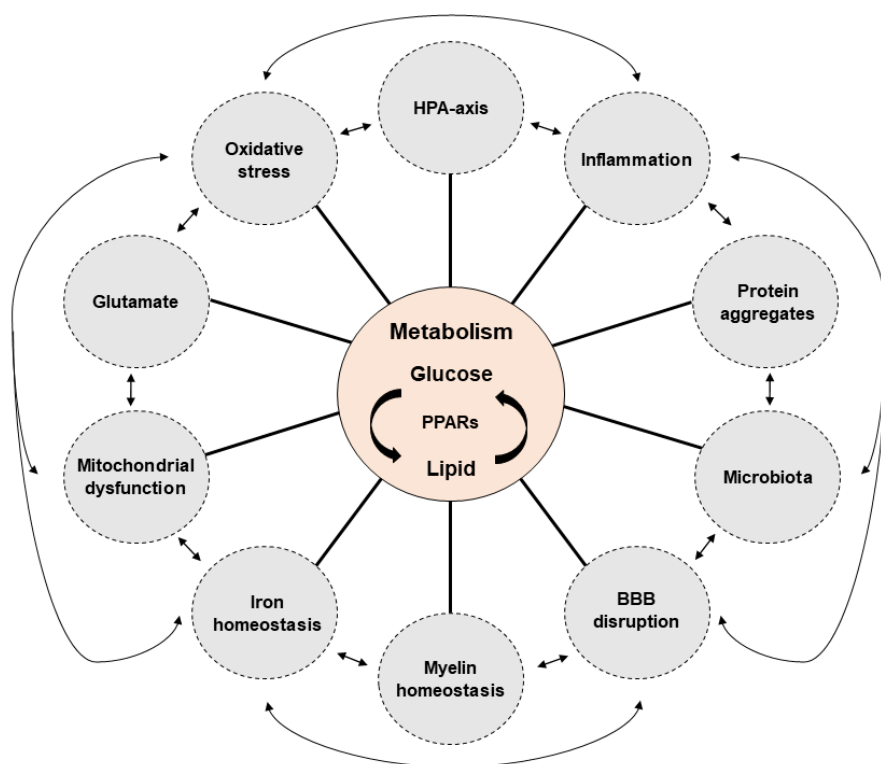 HPA-axis
Oxidative
stress
Inflammation
Glutamate
Protein
aggregates
Metabolism
Glucose
PPARs
Lipid
Mitochondrial
dysfunction
Microbiota
Iron
homeostasis
BBB
disruption
Myelin
homeostasis